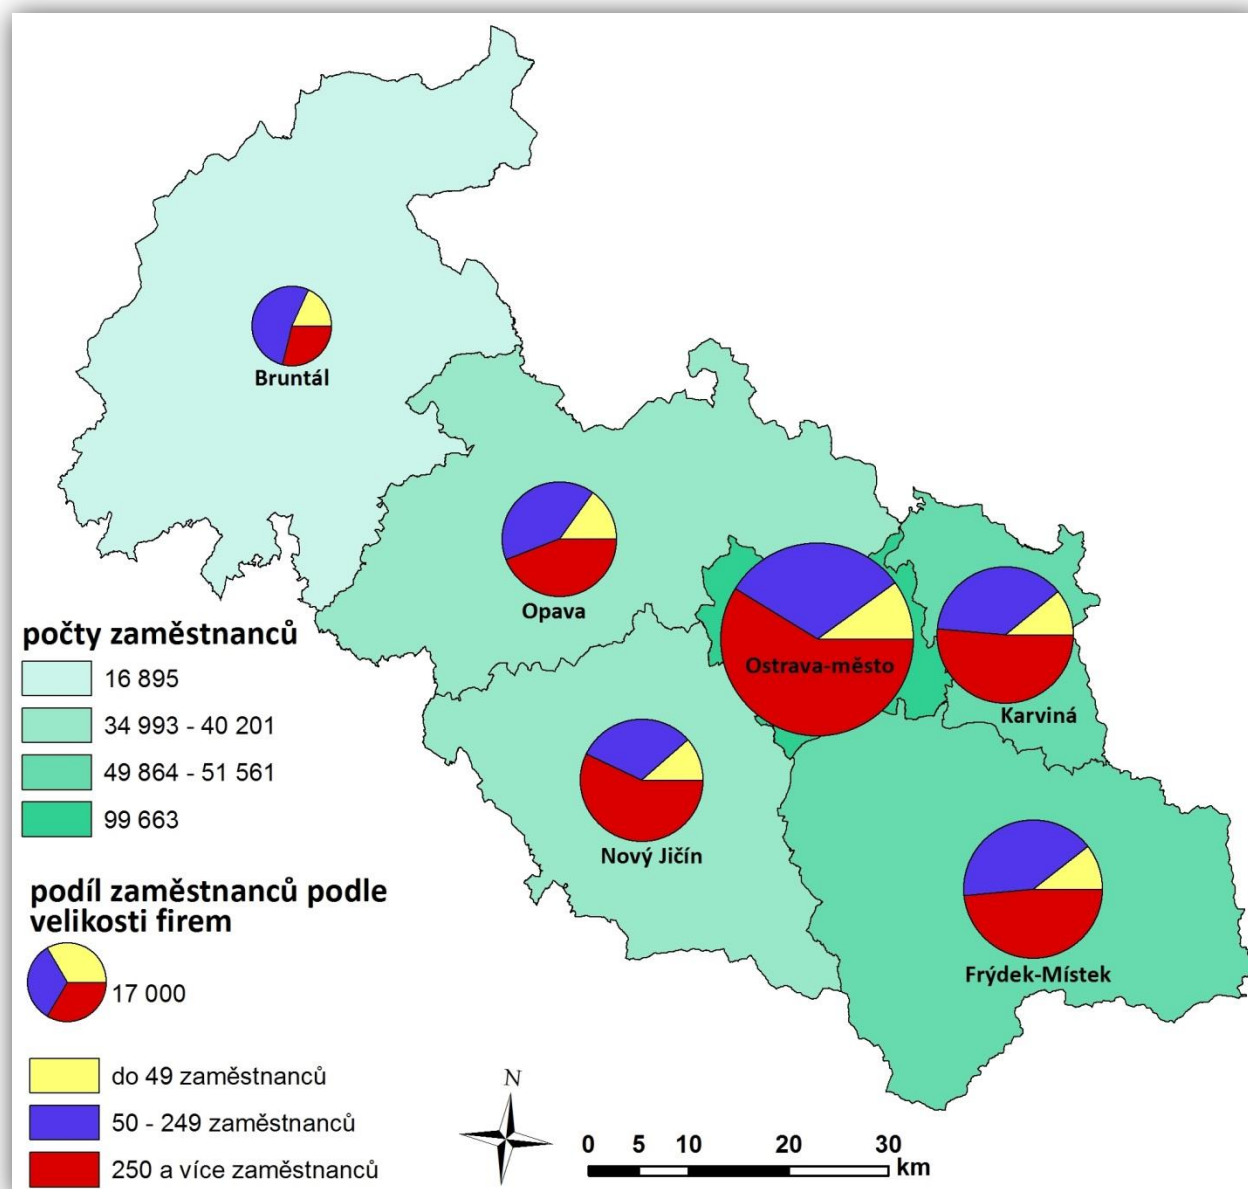 Bruntál
Opava
Ostrava-město
Karviná
Nový Jičín
Frýdek-Místek
počty zaměstnanců
16 895
34 993 - 40 201
49 864 - 51 561
99 663
podíl zaměstnanců podle
velikosti firem
17 000
do 49 zaměstnanců
50 - 249 zaměstnanců
250 a více zaměstnanců
N
0 5 10 20 30
km